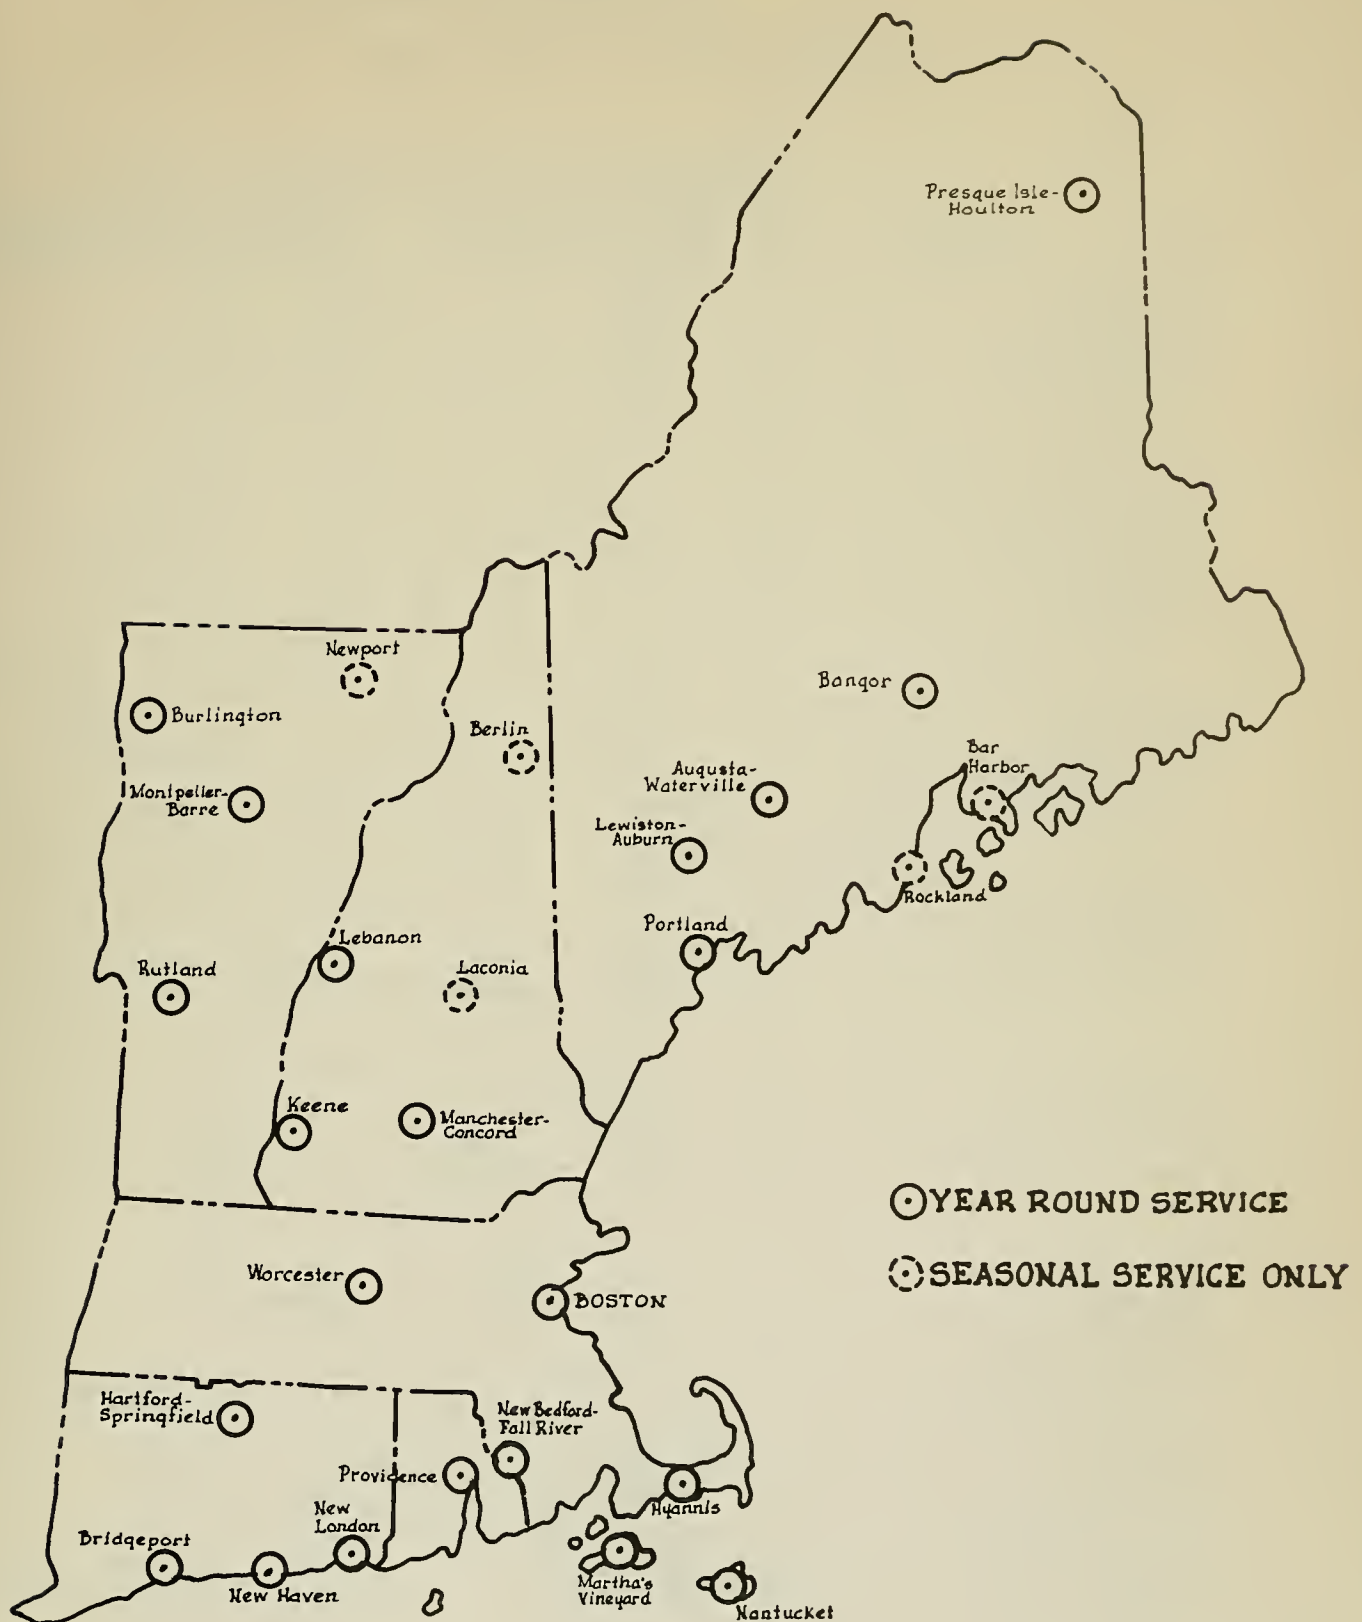 Presque Isle-
Houlton
Newport
Burlington
Berlin
Bangor
Montpelier-
Barre
Augusta-
Waterville
Bar
Harbor
Lewiston-
Auburn
Rockland
Portland
Lebanon
Rutland
Laconia
Keene
Manchester-
Concord
YEAR ROUND SERVICE
SEASONAL SERVICE ONLY
Worcester
BOSTON
Hartford-
Springfield
New Bedford-
Fall River
Providence
Hyannis
New
London
Bridgeport
New Haven
Martha's
Vineyard
Nantucket